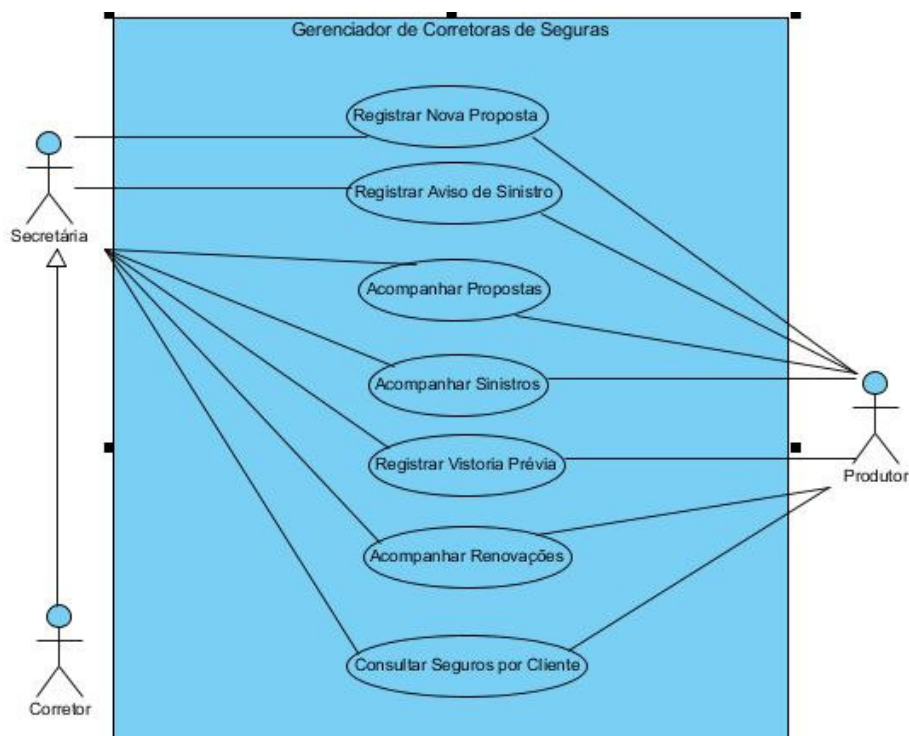 Gerenciador de Corretoras de Seguras
Registrar Nova Proposta
Registrar Aviso de Sinistro
Secretária
Acompanhar Propostas
Acompanhar Sinistros
Registrar Vistoria Prévia
Produtor
Acompanhar Renovações
Consultar Seguros por Cliente
Corretor